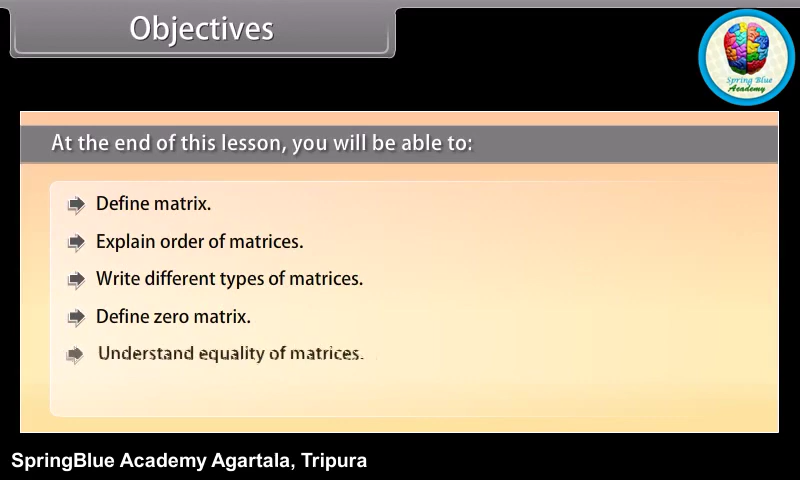 Objectives
Spring Blue
Academy
At the end of this lesson, you will be able to:
Define matrix.
Explain order of matrices.
Write different types of matrices.
Define zero matrix.
Understand equality of matrices.
SpringBlue Academy Agartala, Tripura